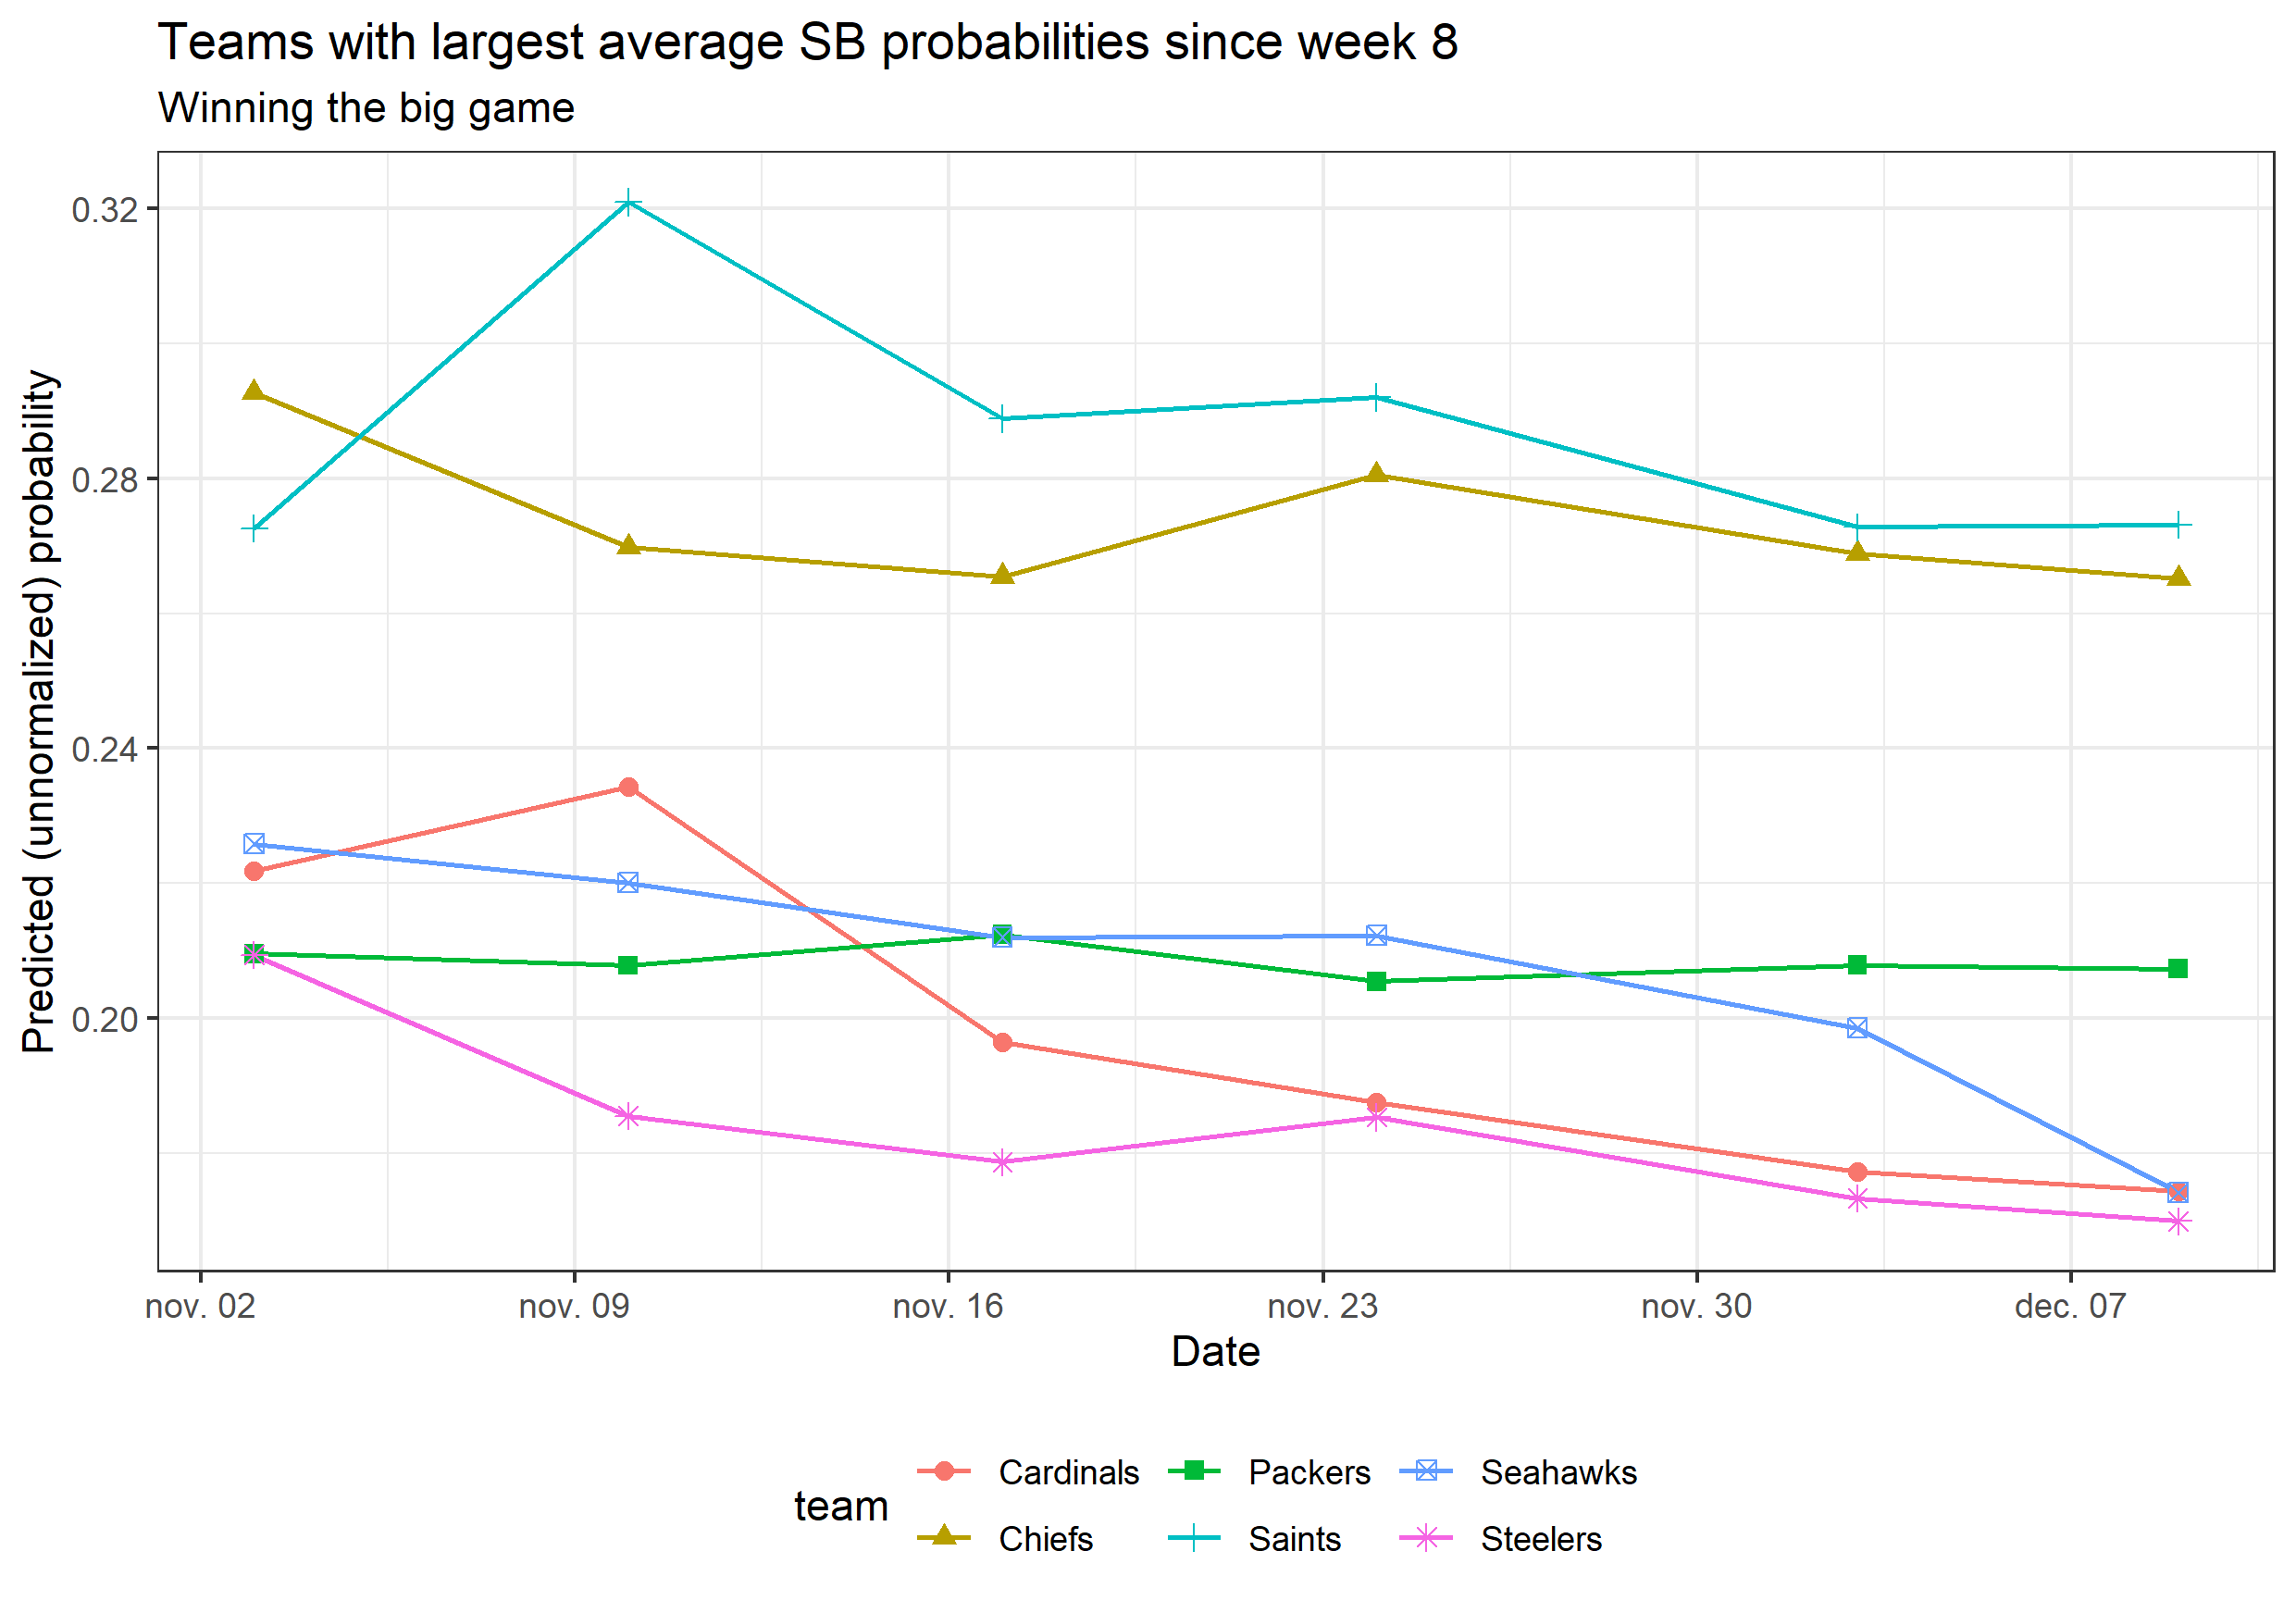 Teams with largest average SB probabilities since week 8
Winning the big game
Predicted (unnormalized) probability
0.32
0.28
0.24
0.20
nov. 02 nov. 09 nov. 16 nov. 23 nov. 30 dec. 07
Date
team
Cardinals Packers Seahawks
Chiefs Saints Steelers